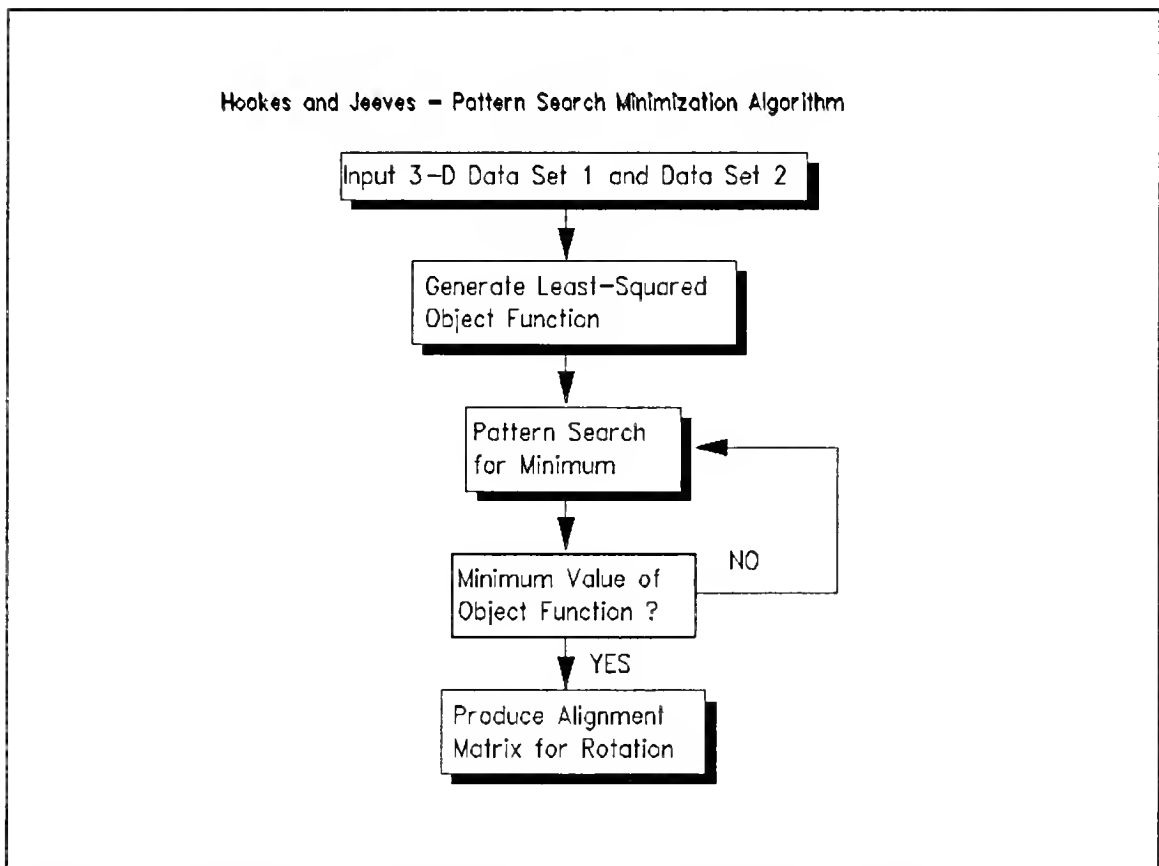 Hookes and Jeeves - Pattern Search Minimization Algorithm
Input 3-D Data Set 1 and Data Set 2
Generate Least-Squared
Object Function
Pattern Search
for Minimum
NO
Minimum Value of
Object Function ?
YES
Produce Alignment
Matrix for Rotation